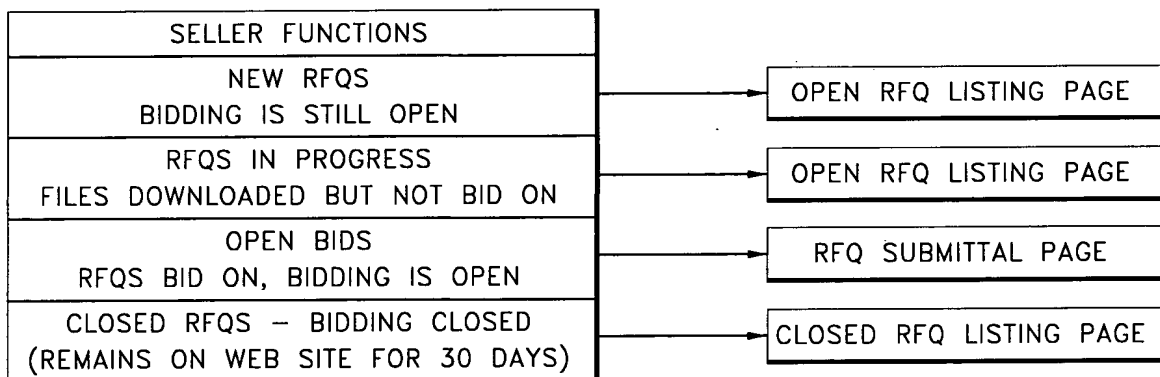 SELLER FUNCTIONS
NEW RFQS
BIDDING IS STILL OPEN
OPEN RFQ LISTING PAGE
RFQS IN PROGRESS
FILES DOWNLOADED BUT NOT BID ON
OPEN RFQ LISTING PAGE
OPEN BIDS
RFQS BID ON, BIDDING IS OPEN
RFQ SUBMITTAL PAGE
CLOSED RFQS – BIDDING CLOSED
(REMAINS ON WEB SITE FOR 30 DAYS)
CLOSED RFQ LISTING PAGE